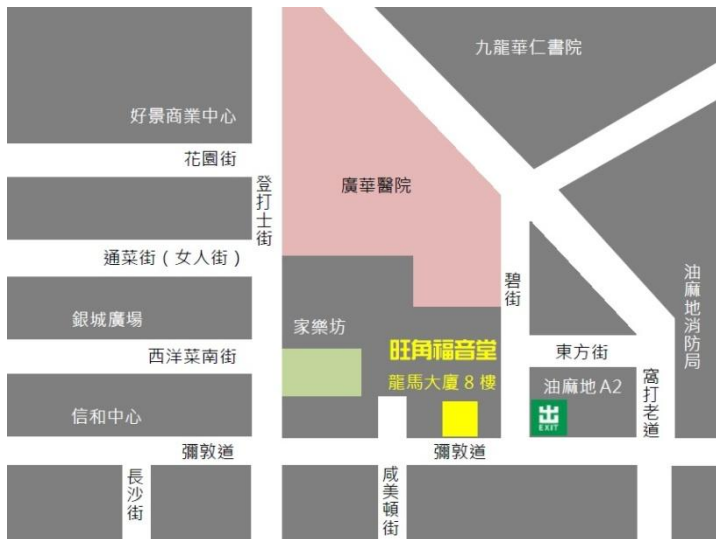 九龍華仁書院
好景商業中心
花園街
登打士街
廣華醫院
通菜街（女人街）
碧街
油麻地消防局
銀城廣場
家樂坊
旺角福音堂
東方街
西洋菜南街
龍馬大廈 8 樓
油麻地 A2
窩打老道
信和中心
出
EXIT
彌敦道
彌敦道
長沙街
咸美頓街